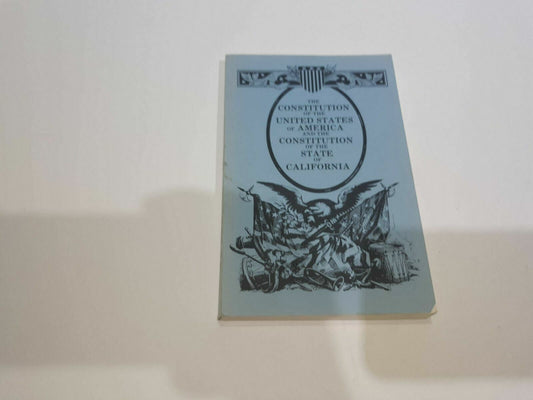 THE
CONSTITUTION
OF THE
UNITED STATES
OF AMERICA
AND THE
CONSTITUTION
OF THE
STATE
OF
CALIFORNIA